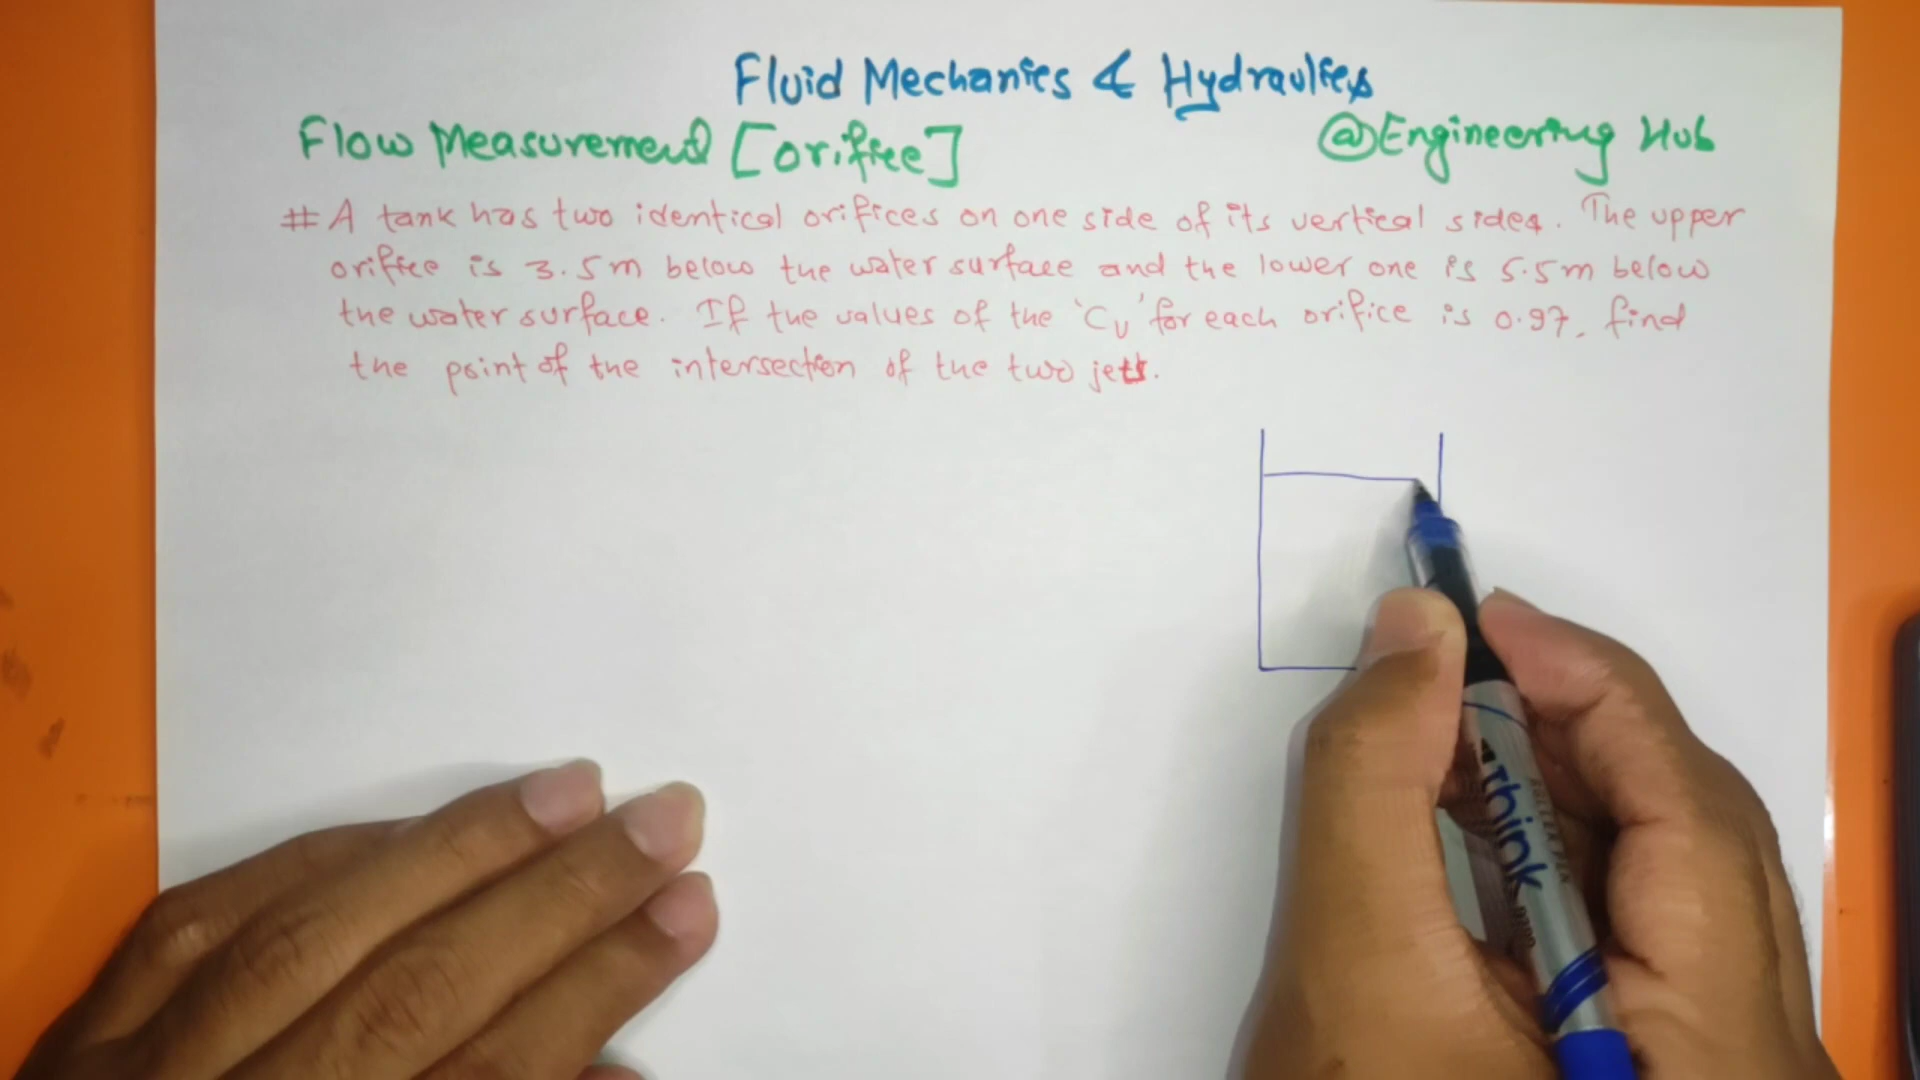 Fluid Mechanics & Hydraulics
Flow Measurement [orifice]
@Engineering Hub
# A tank has two identical orifices on one side of its vertical sides. The upper
orifice is 3.5m below the water surface and the lower one is 5.5m below
the water surface. If the values of the 'Cv' for each orifice is 0.97, find
the point of the intersection of the two jets.
Think